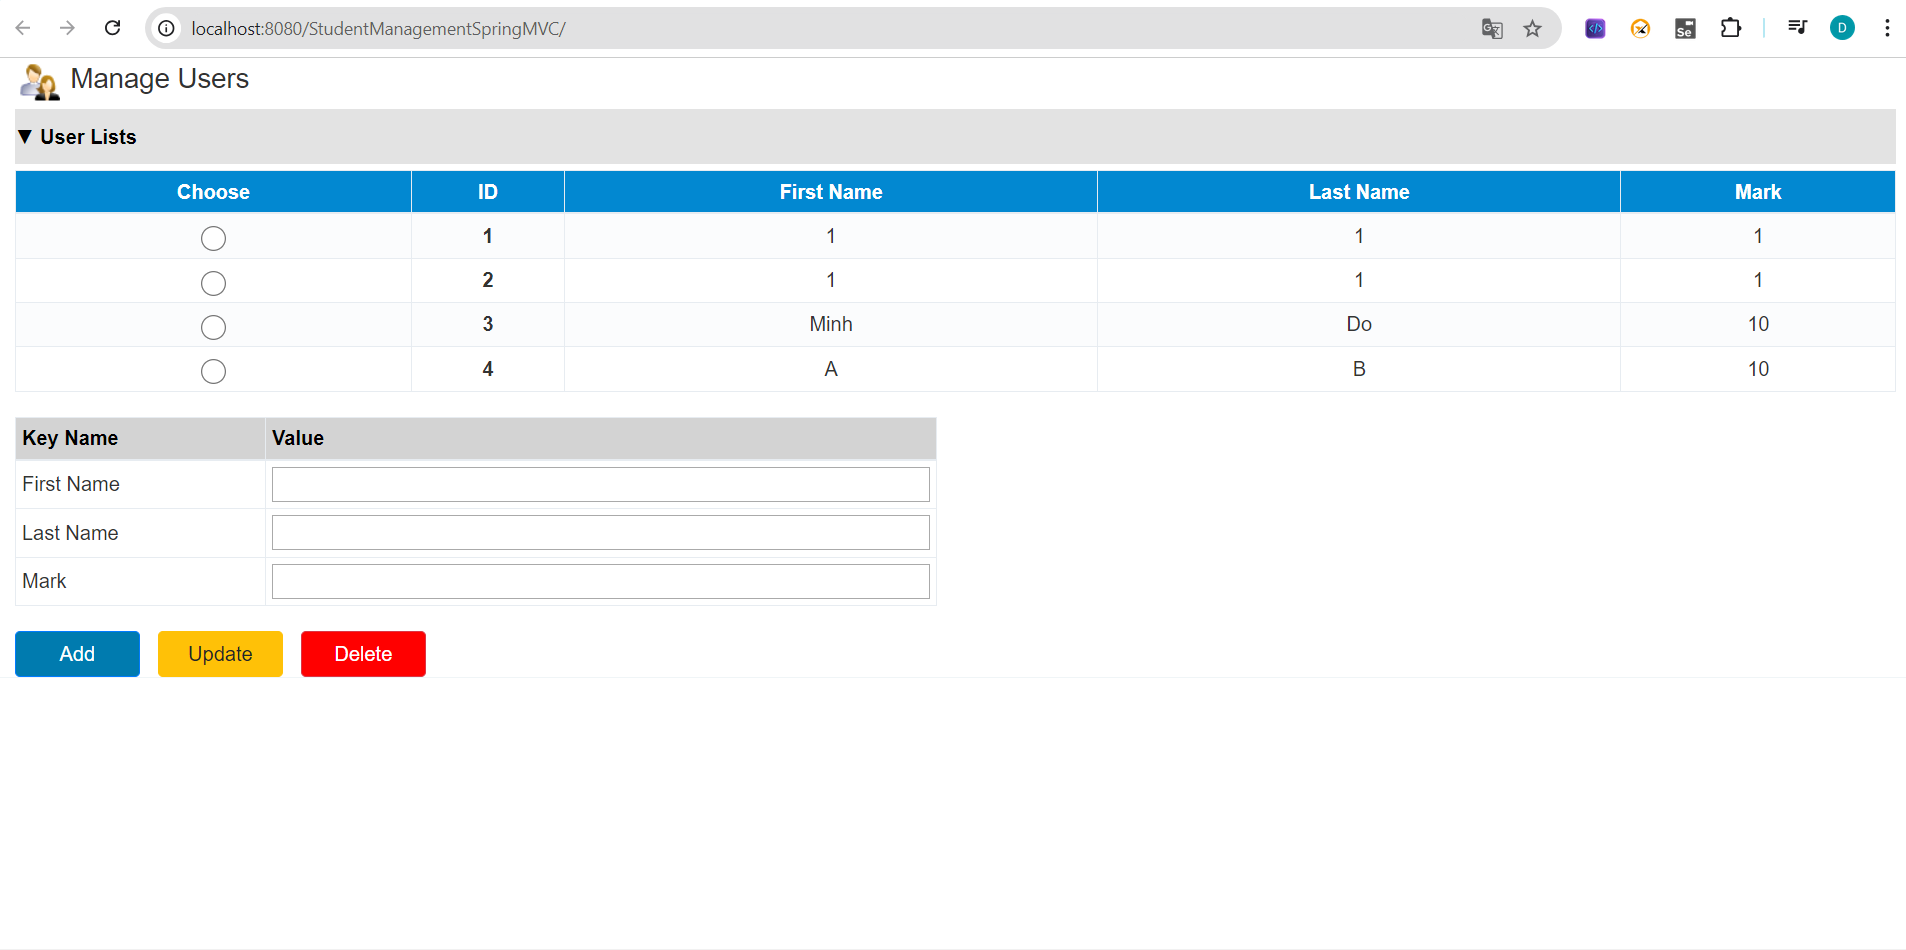 localhost:8080/StudentManagementSpringMVC/
Se
D
Manage Users
▼ User Lists
Choose ID First Name Last Name Mark
1 1 1 1
2 1 1 1
3 Minh Do 10
4 A B 10
Key Name Value
First Name
Last Name
Mark
Add Update Delete